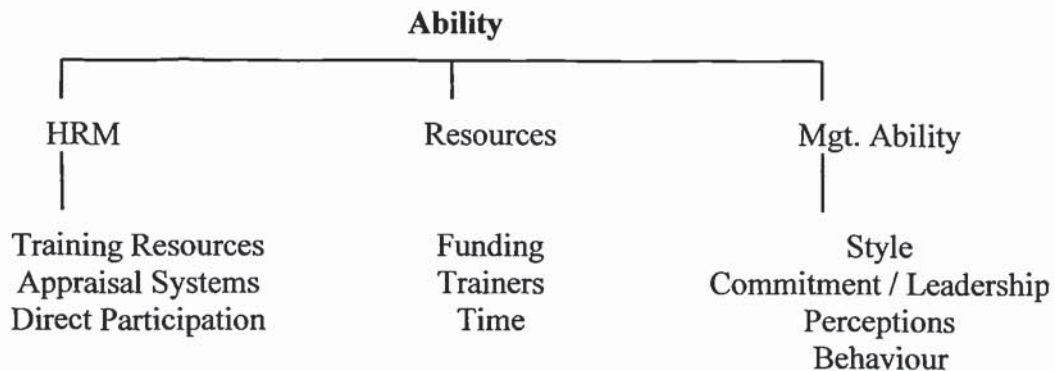 Ability
HRM
Resources
Mgt. Ability
Training Resources
Appraisal Systems
Direct Participation
Funding
Trainers
Time
Style
Commitment / Leadership
Perceptions
Behaviour